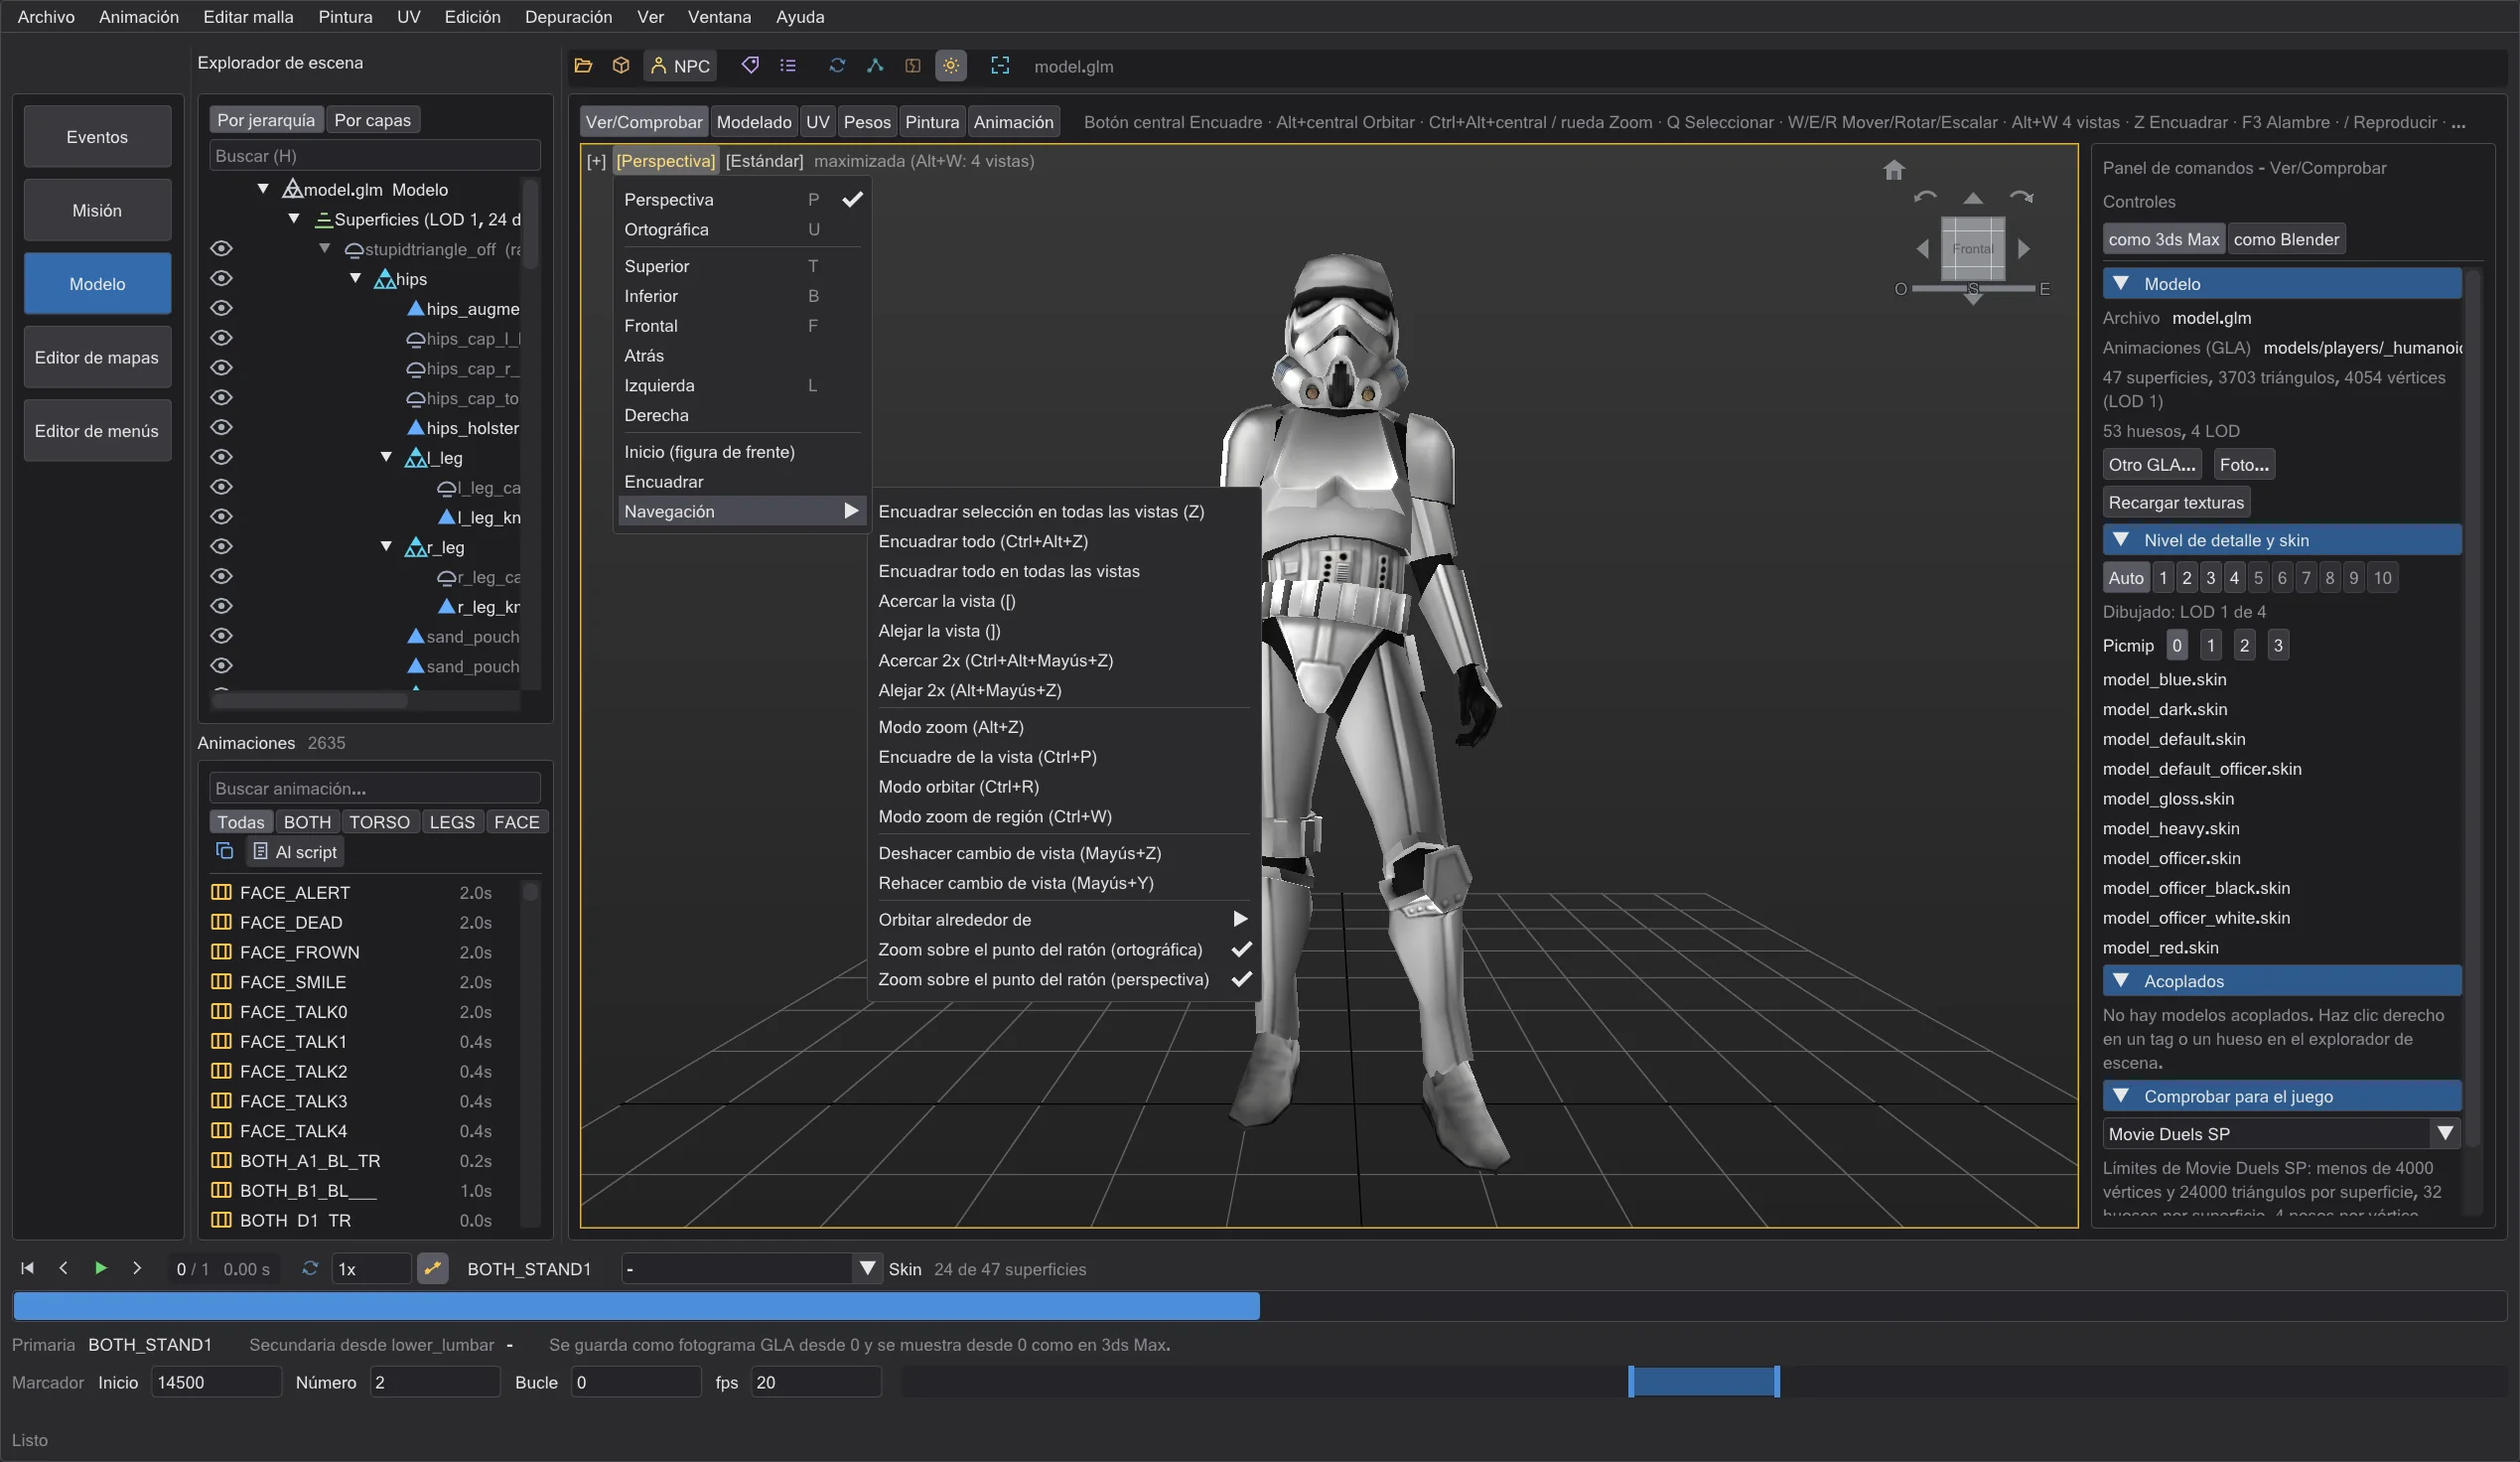 Archivo Animación Editar malla Pintura UV Edición Depuración Ver Ventana Ayuda
Explorador de escena
NPC model.glm
Eventos
Misión
Modelo
Editor de mapas
Editor de menús
Por jerarquía Por capas
Buscar (H)
model.glm Modelo
Superficies (LOD 1, 24 d
stupidtriangle_off (ra
hips
hips_augme
hips_cap_l_l
hips_cap_r_
hips_cap_to
hips_holster
l_leg
l_leg_ca
l_leg_kn
r_leg
r_leg_ca
r_leg_kr
sand_pouch
sand_pouch
Animaciones 2635
Buscar animación...
Todas BOTH TORSO LEGS FACE
Al script
FACE_ALERT 2.0s
FACE_DEAD 2.0s
FACE_FROWN 2.0s
FACE_SMILE 2.0s
FACE_TALK0 2.0s
FACE_TALK1 0.4s
FACE_TALK2 0.4s
FACE_TALK3 0.4s
FACE_TALK4 0.4s
BOTH_A1_BL_TR 0.2s
BOTH_B1_BL___ 1.0s
BOTH_D1_TR 0.0s
Ver/Comprobar Modelado UV Pesos Pintura Animación Botón central Encuadre · Alt+central Orbitar · Ctrl+Alt+central / rueda Zoom · Q Seleccionar · W/E/R Mover/Rotar/Escalar · Alt+W 4 vistas · Z Encuadrar · F3 Alambre · / Reproducir · ...
[+] [Perspectiva] [Estándar] maximizada (Alt+W: 4 vistas)
Perspectiva P
Ortográfica U
Superior T
Inferior B
Frontal F
Atrás
Izquierda L
Derecha
Inicio (figura de frente)
Encuadrar
Navegación
Encuadrar selección en todas las vistas (Z)
Encuadrar todo (Ctrl+Alt+Z)
Encuadrar todo en todas las vistas
Acercar la vista ([)
Alejar la vista (])
Acercar 2x (Ctrl+Alt+Mayús+Z)
Alejar 2x (Alt+Mayús+Z)
Modo zoom (Alt+Z)
Encuadre de la vista (Ctrl+P)
Modo orbitar (Ctrl+R)
Modo zoom de región (Ctrl+W)
Deshacer cambio de vista (Mayús+Z)
Rehacer cambio de vista (Mayús+Y)
Orbitar alrededor de
Zoom sobre el punto del ratón (ortográfica)
Zoom sobre el punto del ratón (perspectiva)
Frontal
O S E
Panel de comandos - Ver/Comprobar
Controles
como 3ds Max como Blender
Modelo
Archivo model.glm
Animaciones (GLA) models/players/_humanoid
47 superficies, 3703 triángulos, 4054 vértices
(LOD 1)
53 huesos, 4 LOD
Otro GLA... Foto...
Recargar texturas
Nivel de detalle y skin
Auto 1 2 3 4 5 6 7 8 9 10
Dibujado: LOD 1 de 4
Picmip 0 1 2 3
model_blue.skin
model_dark.skin
model_default.skin
model_default_officer.skin
model_gloss.skin
model_heavy.skin
model_officer.skin
model_officer_black.skin
model_officer_white.skin
model_red.skin
Acoplados
No hay modelos acoplados. Haz clic derecho
en un tag o un hueso en el explorador de
escena.
Comprobar para el juego
Movie Duels SP
Límites de Movie Duels SP: menos de 4000
vértices y 24000 triángulos por superficie, 32
huesos por superficie, 4 pesos por vértice
0 / 1 0.00 s 1x BOTH_STAND1 - Skin 24 de 47 superficies
Primaria BOTH_STAND1 Secundaria desde lower_lumbar - Se guarda como fotograma GLA desde 0 y se muestra desde 0 como en 3ds Max.
Marcador Inicio 14500 Número 2 Bucle 0 fps 20
Listo